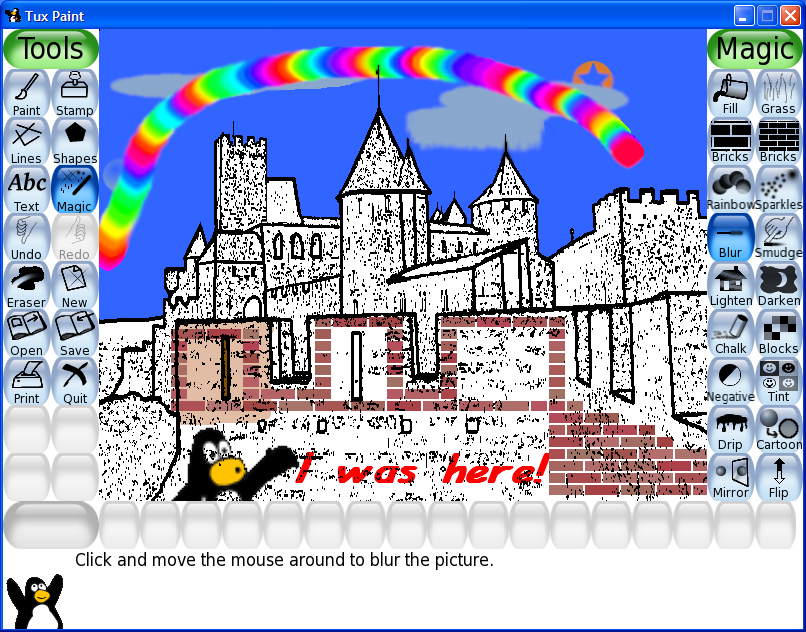 Tux Paint
Tools
Magic
Paint
Stamp
Lines
Shapes
Abc
Text
Magic
Undo
Redo
Eraser
New
Open
Save
Print
Quit
Fill
Grass
Bricks
Bricks
Rainbow
Sparkles
Blur
Smudge
Lighten
Darken
Chalk
Blocks
Negative
Tint
Drip
Cartoon
Mirror
Flip
I was here!
Click and move the mouse around to blur the picture.